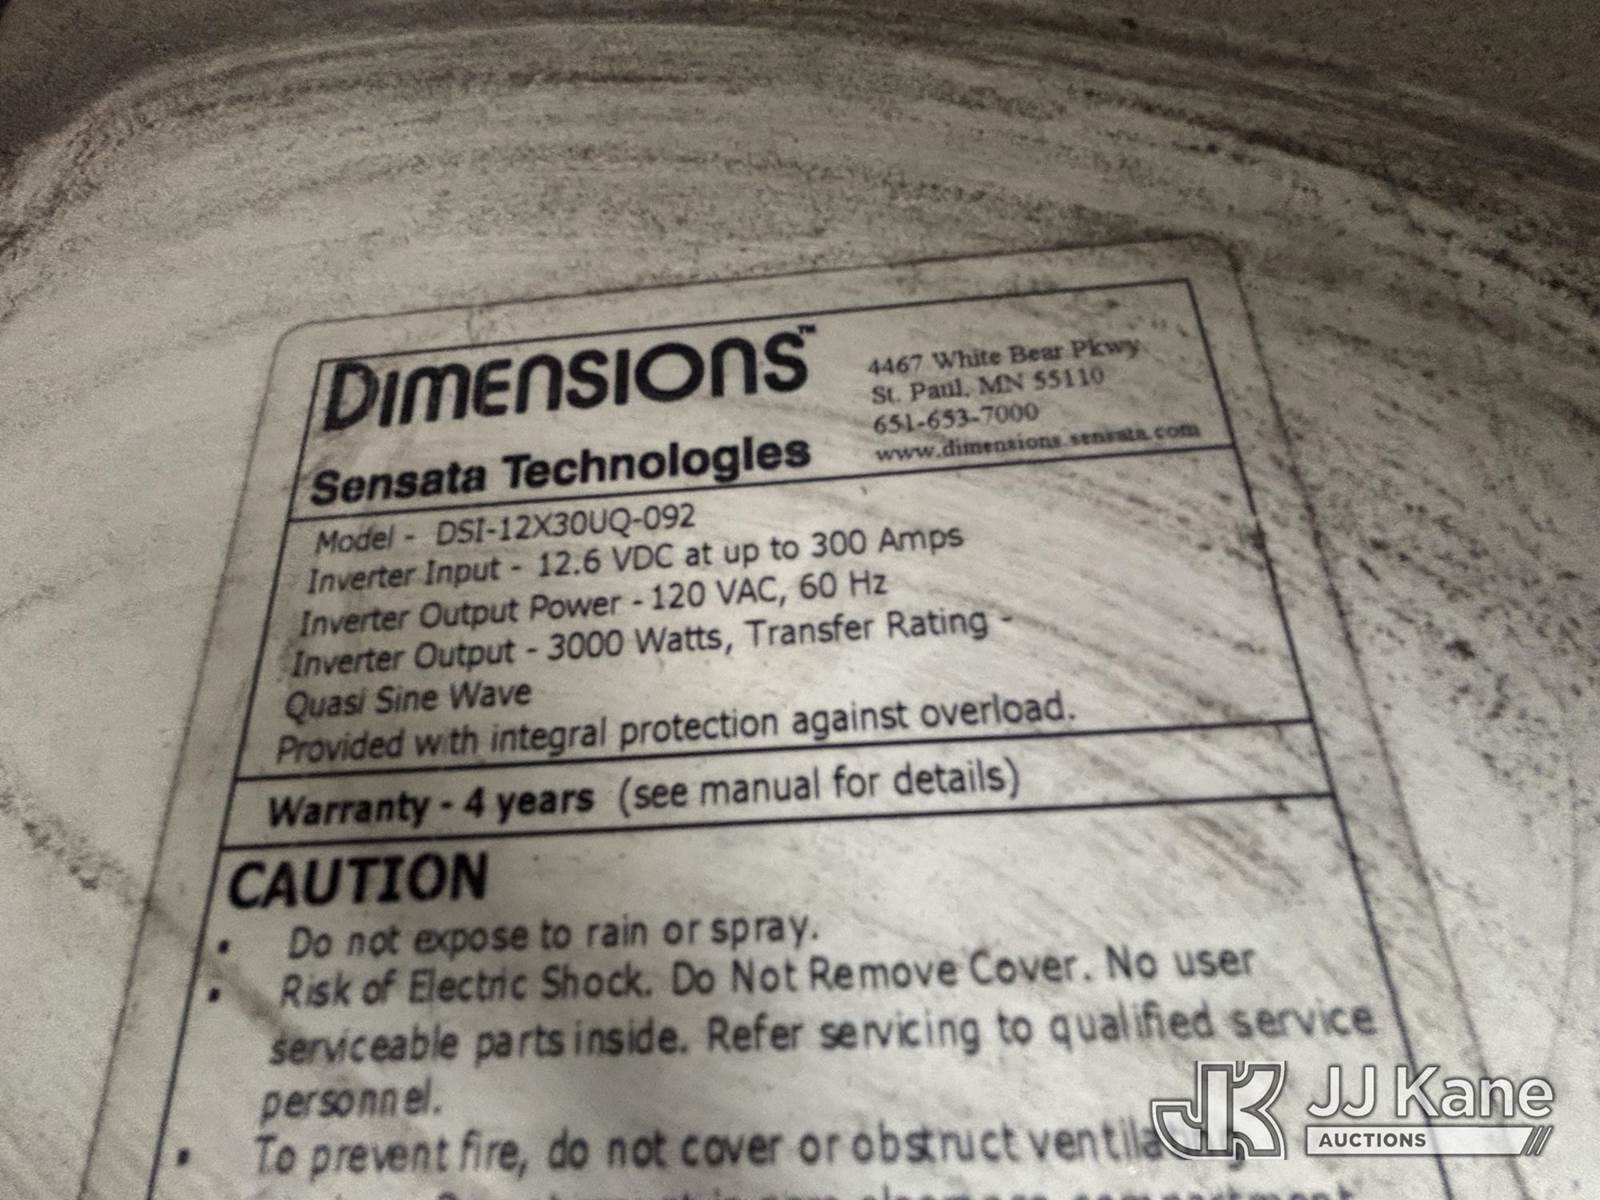 DIMENSIONS™
4467 White Bear Pkwy
St. Paul, MN 55110
651-653-7000
www.dimensions.sensata.com
Sensata Technologies
Model - DSI-12X30UQ-092
Inverter Input - 12.6 VDC at up to 300 Amps
Inverter Output Power - 120 VAC, 60 Hz
Inverter Output - 3000 Watts, Transfer Rating -
Quasi Sine Wave
Provided with integral protection against overload.
Warranty - 4 years (see manual for details)
CAUTION
• Do not expose to rain or spray.
• Risk of Electric Shock. Do Not Remove Cover. No user
serviceable parts inside. Refer servicing to qualified service
personnel.
• To prevent fire, do not cover or obstruct
JK JJ Kane
AUCTIONS